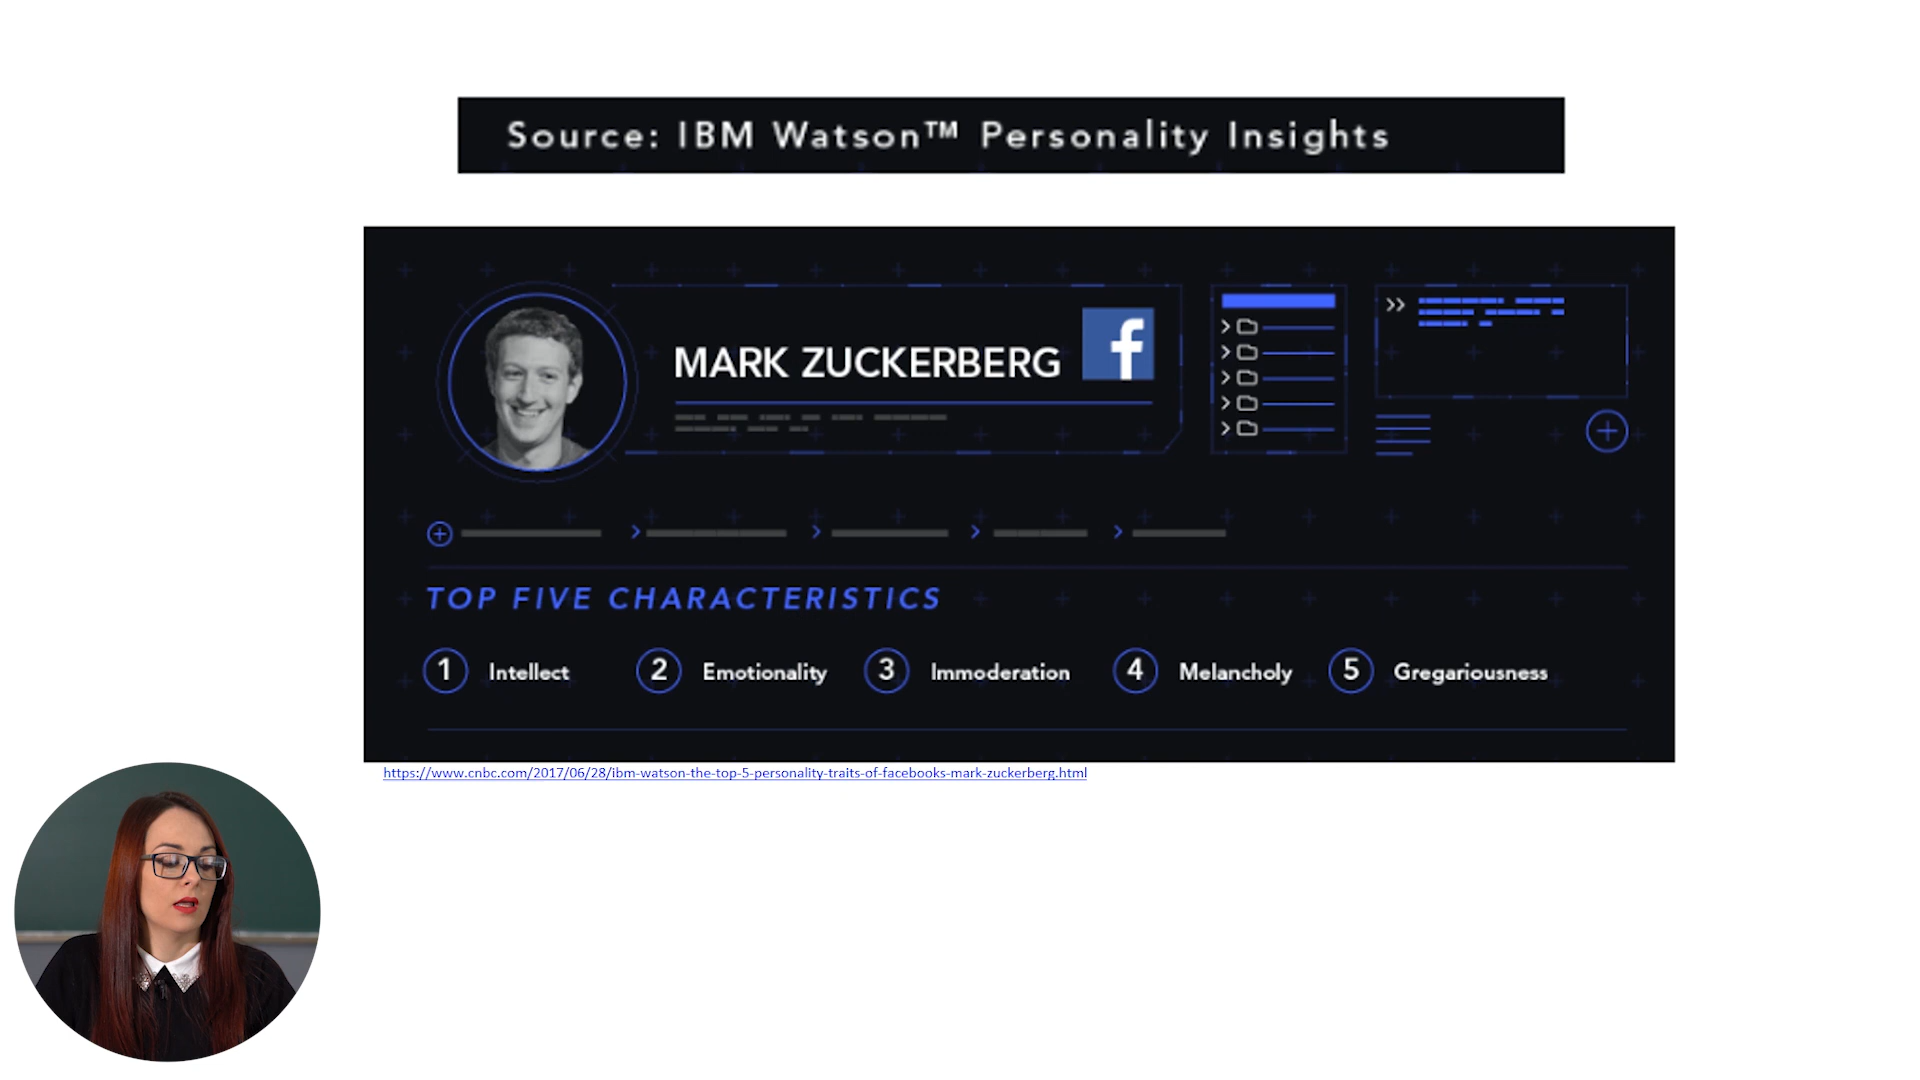 Source: IBM Watson™ Personality Insights
MARK ZUCKERBERG
f
TOP FIVE CHARACTERISTICS
1 Intellect 2 Emotionality 3 Immoderation 4 Melancholy 5 Gregariousness
https://www.cnbc.com/2017/06/28/ibm-watson-the-top-5-personality-traits-of-facebooks-mark-zuckerberg.html